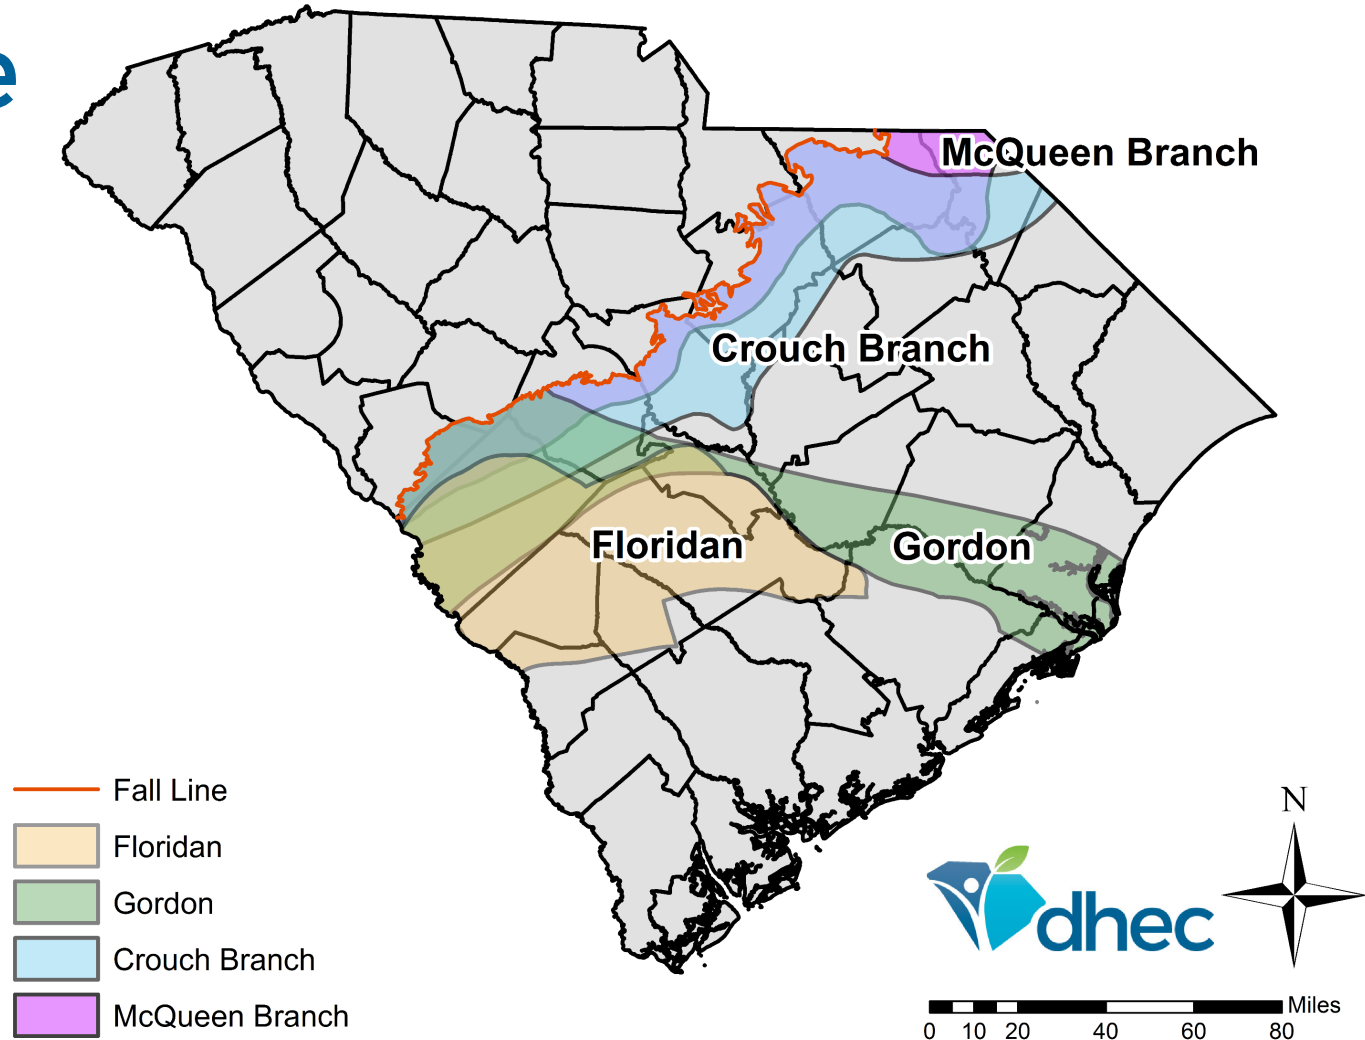 e
McQueen Branch
Crouch Branch
Floridan
Gordon
Fall Line
Floridan
Gordon
Crouch Branch
McQueen Branch
N
dhec
Miles
0 10 20 40 60 80